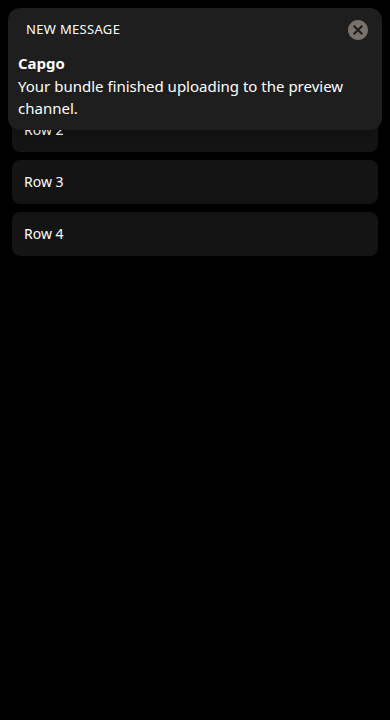 NEW MESSAGE
Capgo
Your bundle finished uploading to the preview
channel.
Row 2
Row 3
Row 4